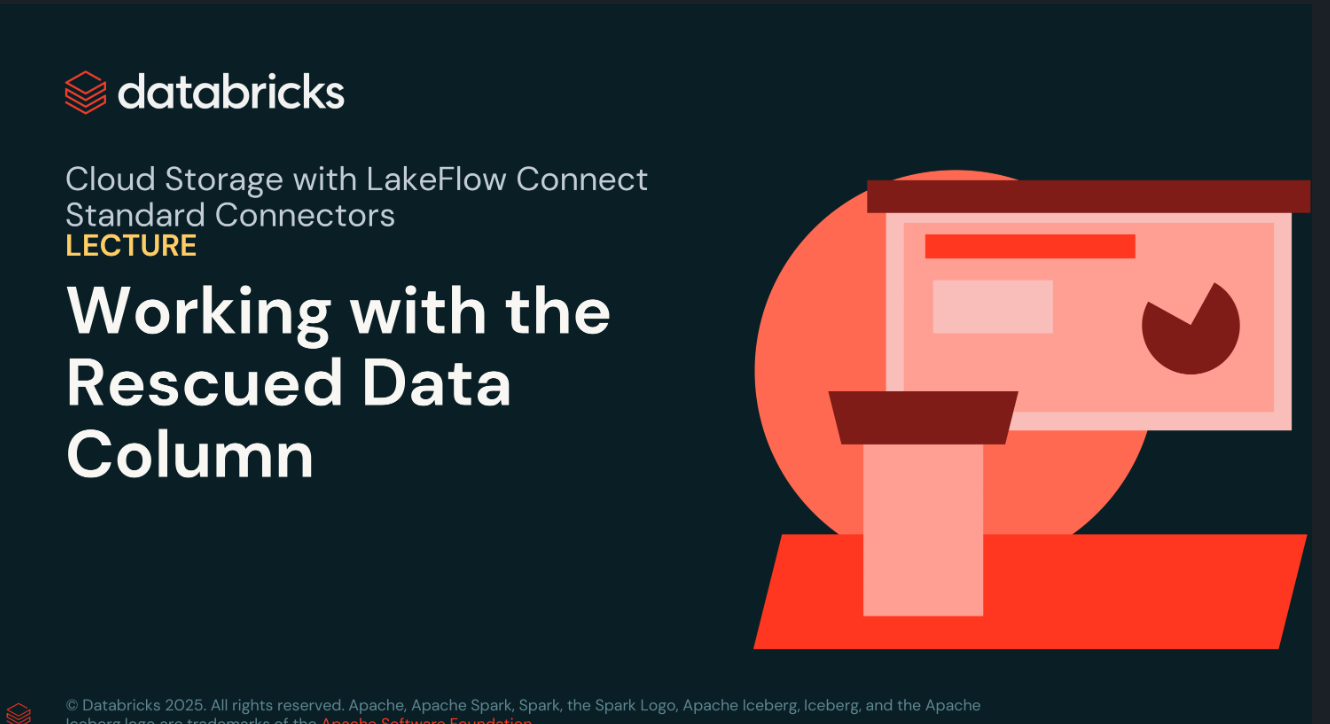 databricks
Cloud Storage with LakeFlow Connect
Standard Connectors
LECTURE
Working with the
Rescued Data
Column
© Databricks 2025. All rights reserved. Apache, Apache Spark, Spark, the Spark Logo, Apache Iceberg, Iceberg, and the Apache
Iceberg logo are trademarks of the Apache Software Foundation.